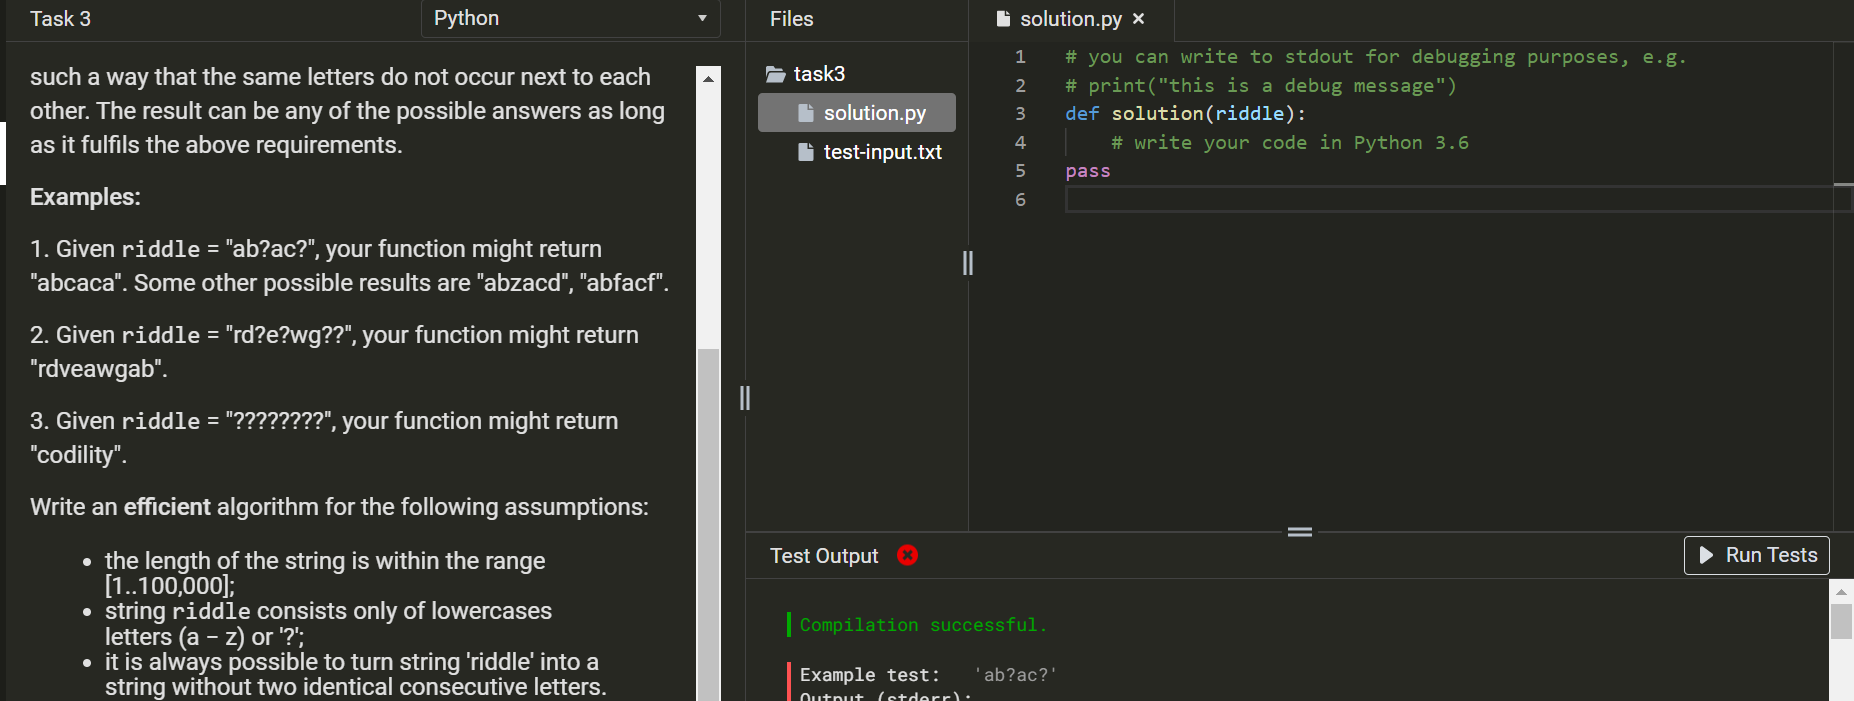 Task 3
Python
such a way that the same letters do not occur next to each
other. The result can be any of the possible answers as long
as it fulfils the above requirements.
Examples:
1. Given riddle = "ab?ac?", your function might return
"abcaca". Some other possible results are "abzacd", "abfacf".
2. Given riddle = "rd?e?wg??", your function might return
"rdveawgab".
3. Given riddle = "????????", your function might return
"codility".
Write an efficient algorithm for the following assumptions:
• the length of the string is within the range
[1..100,000];
• string riddle consists only of lowercases
letters (a – z) or '?';
• it is always possible to turn string 'riddle' into a
string without two identical consecutive letters.
Files
task3
solution.py
test-input.txt
solution.py ×
1 # you can write to stdout for debugging purposes, e.g.
2 # print("this is a debug message")
3 def solution(riddle):
4 # write your code in Python 3.6
5 pass
6
Test Output
Run Tests
Compilation successful.
Example test: 'ab?ac?'
Output (stderr):